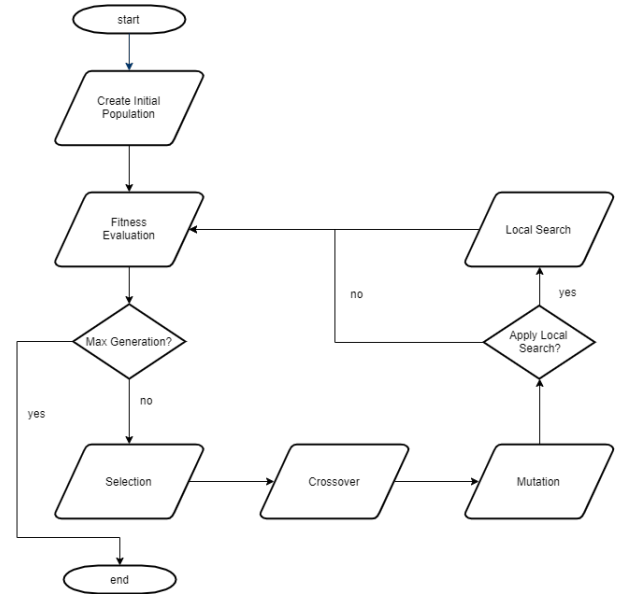 start
Create Initial
Population
Fitness
Evaluation
Local Search
no
yes
Max Generation?
Apply Local
Search?
no
yes
Selection
Crossover
Mutation
end